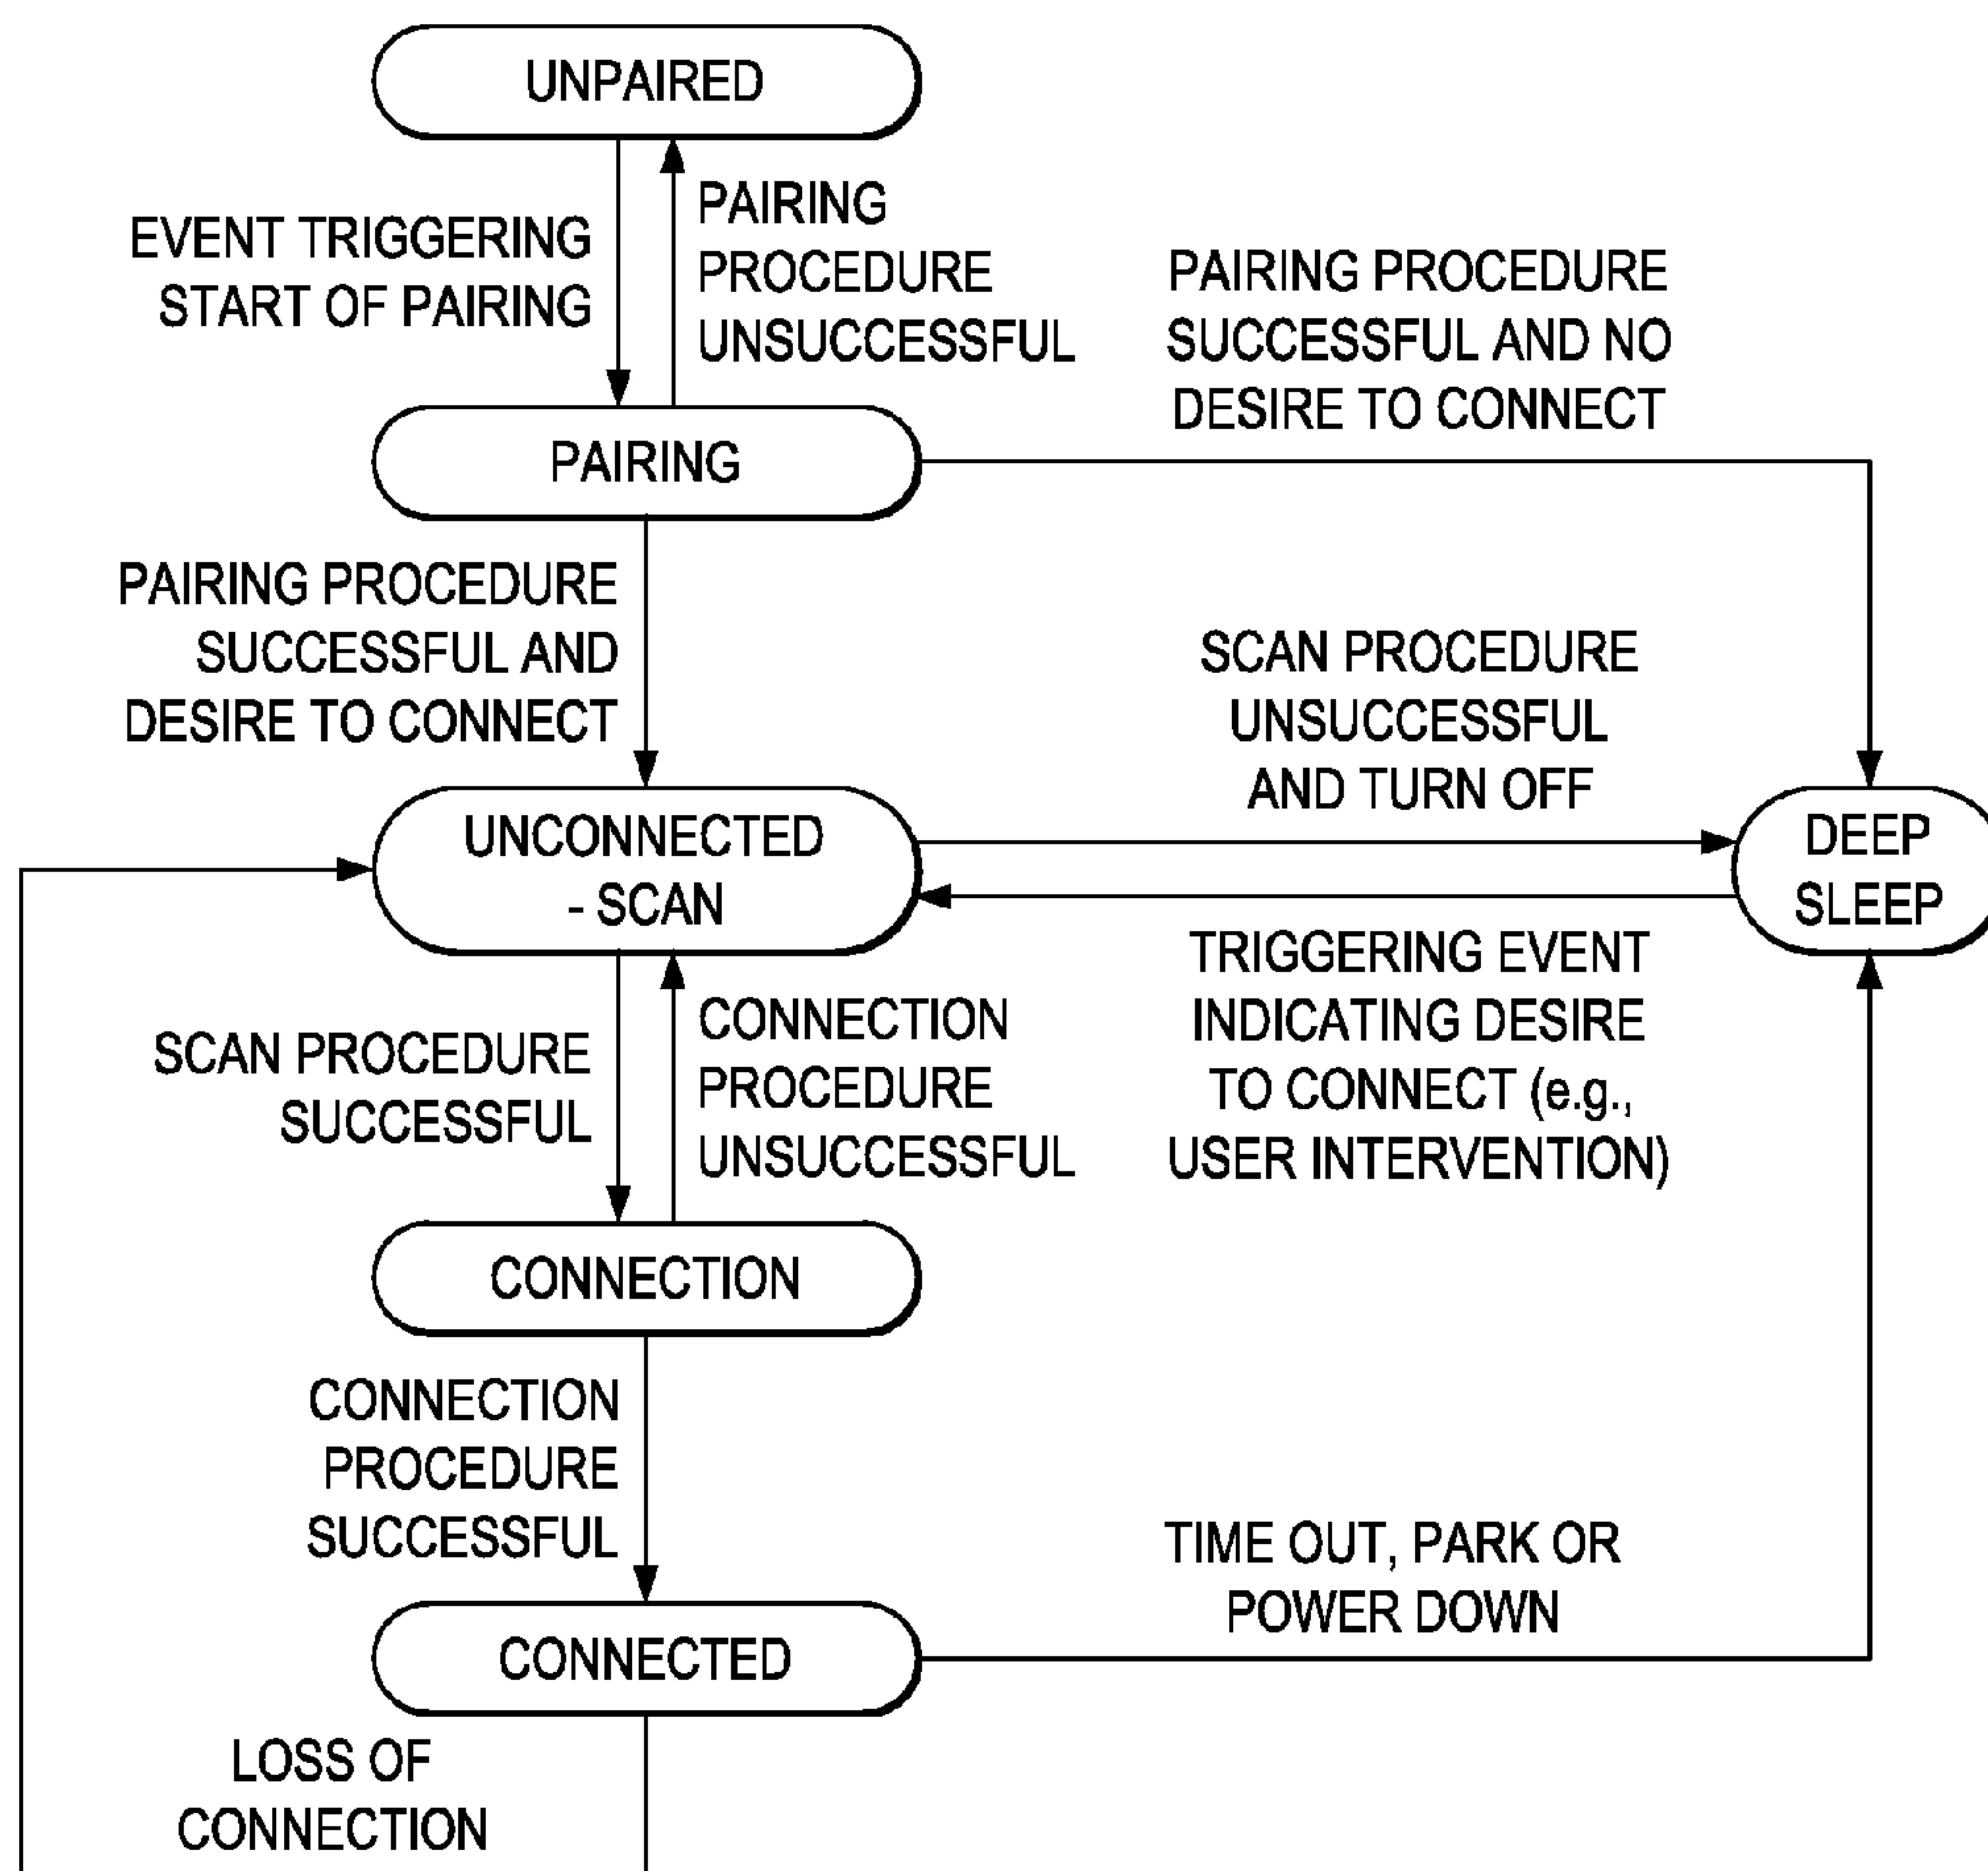 UNPAIRED
EVENT TRIGGERING
START OF PAIRING
PAIRING
PROCEDURE
UNSUCCESSFUL
PAIRING PROCEDURE
SUCCESSFUL AND NO
DESIRE TO CONNECT
PAIRING
PAIRING PROCEDURE
SUCCESSFUL AND
DESIRE TO CONNECT
SCAN PROCEDURE
UNSUCCESSFUL
AND TURN OFF
UNCONNECTED
- SCAN
DEEP
SLEEP
TRIGGERING EVENT
INDICATING DESIRE
TO CONNECT (e.g.,
USER INTERVENTION)
SCAN PROCEDURE
SUCCESSFUL
CONNECTION
PROCEDURE
UNSUCCESSFUL
CONNECTION
CONNECTION
PROCEDURE
SUCCESSFUL
TIME OUT, PARK OR
POWER DOWN
CONNECTED
LOSS OF
CONNECTION